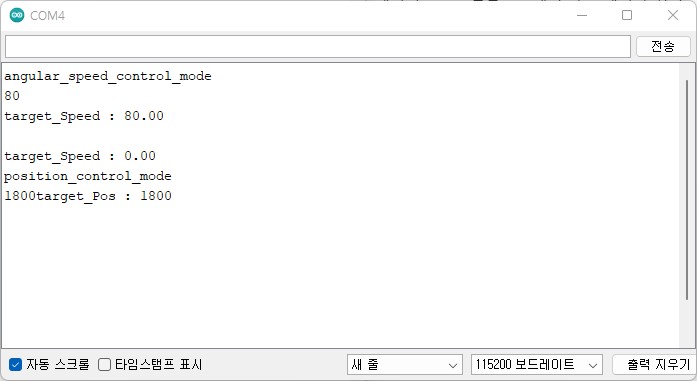 COM4
전송
angular_speed_control_mode
80
target_Speed : 80.00
target_Speed : 0.00
position_control_mode
1800target_Pos : 1800
자동 스크롤 타임스탬프 표시 새 줄 115200 보드레이트 출력 지우기